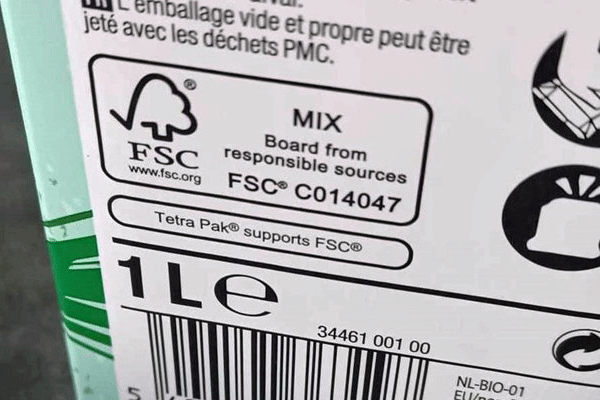 L'emballage vide et propre peut être
jeté avec les déchets PMC.
MIX
Board from
responsible sources
FSC® C014047
®
FSC
www.fsc.org
Tetra Pak® supports FSC®
1 L e
34461 001 00
NL-BIO-01